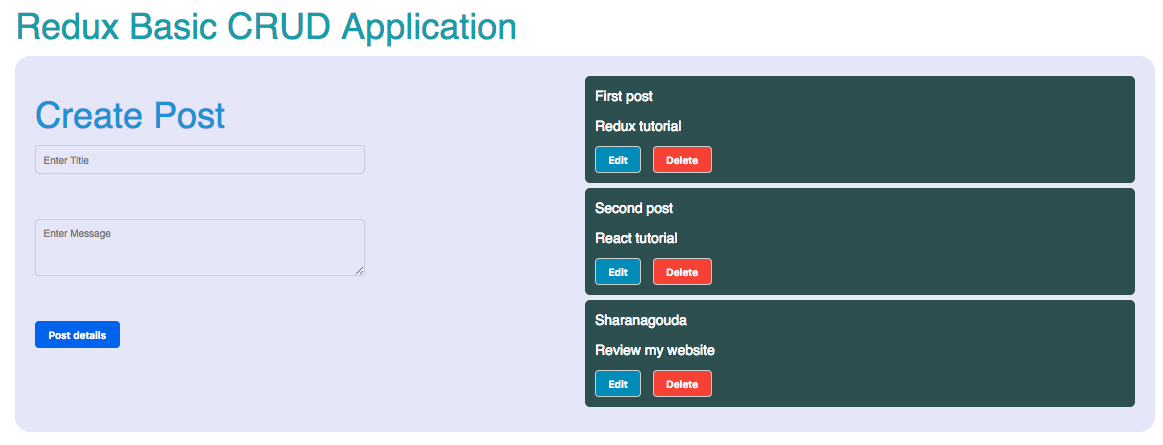 Redux Basic CRUD Application
Create Post
Enter Title
Enter Message
Post details
First post
Redux tutorial
Edit Delete
Second post
React tutorial
Edit Delete
Sharanagouda
Review my website
Edit Delete